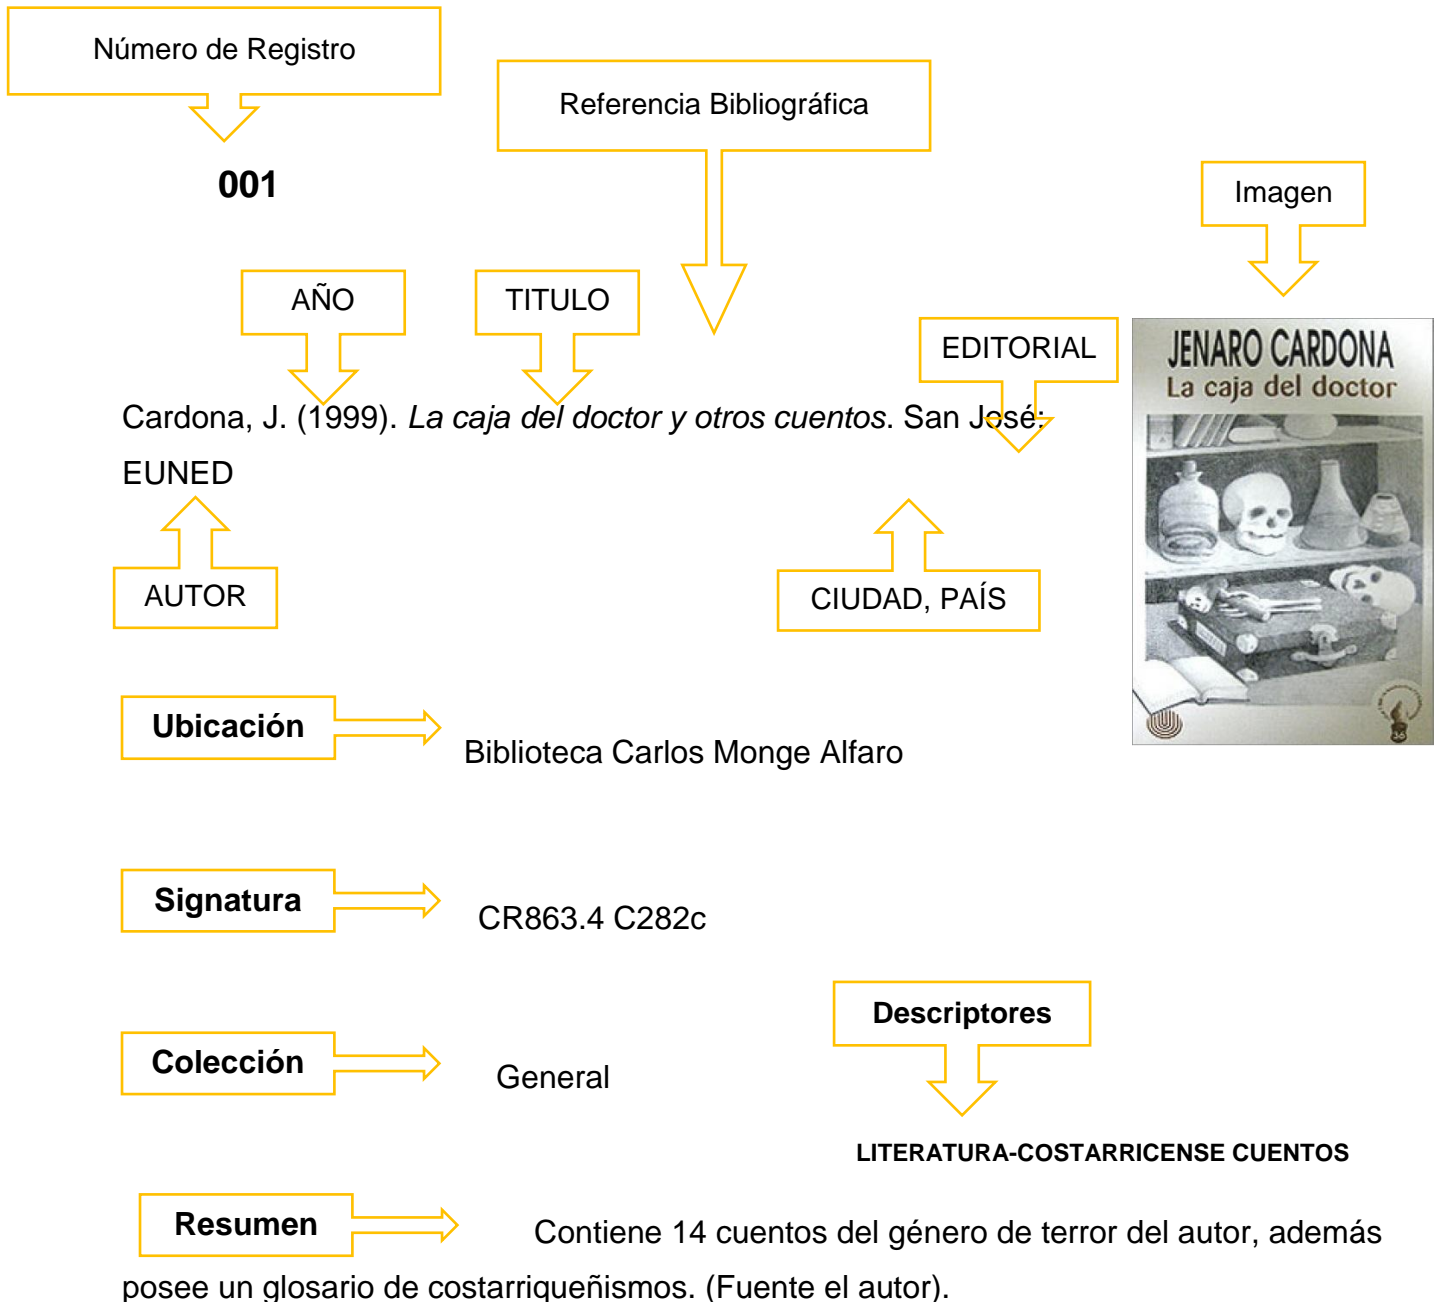 Número de Registro
Referencia Bibliográfica
001
Imagen
AÑO
TITULO
EDITORIAL
JENARO CARDONA
La caja del doctor
Cardona, J. (1999). La caja del doctor y otros cuentos. San José:
EUNED
AUTOR
CIUDAD, PAÍS
Ubicación
Biblioteca Carlos Monge Alfaro
Signatura
CR863.4 C282c
Descriptores
Colección
General
LITERATURA-COSTARRICENSE CUENTOS
Resumen
Contiene 14 cuentos del género de terror del autor, además
posee un glosario de costarriqueñismos. (Fuente el autor).